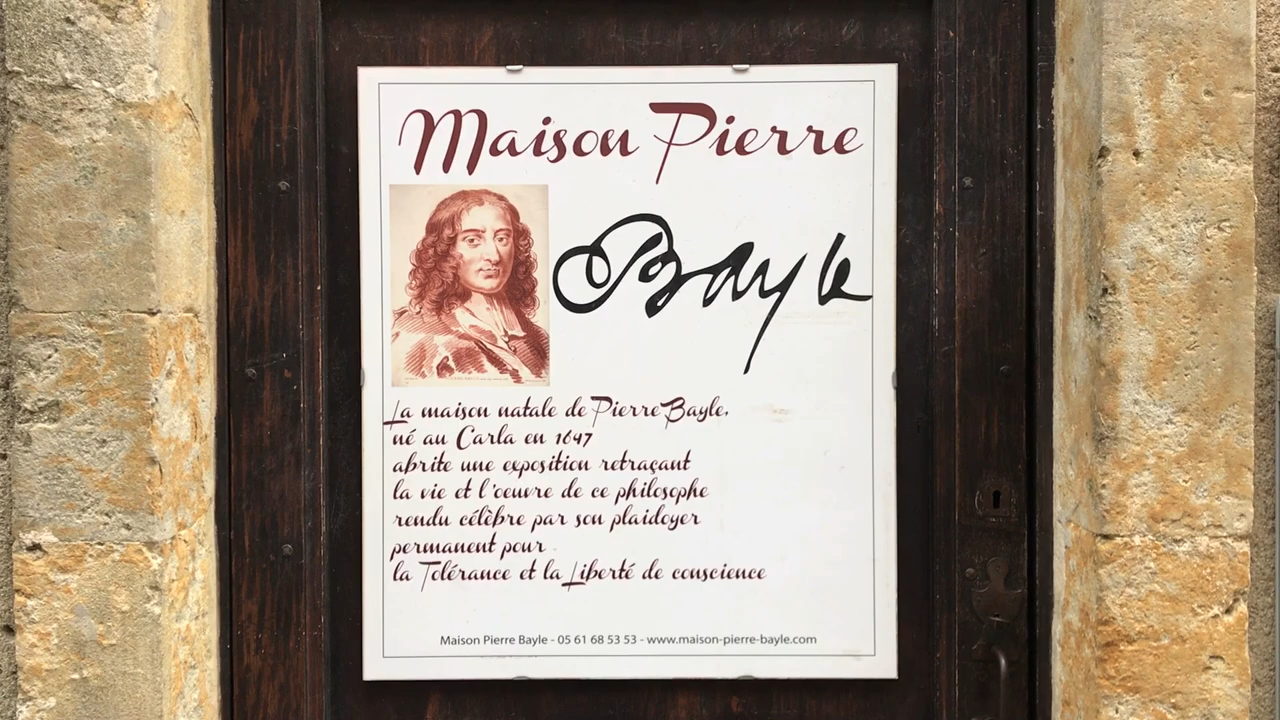 Maison Pierre
Bayle
La maison natale de Pierre Bayle,
né au Carla en 1647
abrite une exposition retraçant
la vie et l'oeuvre de ce philosophe
rendu célèbre par son plaidoyer
permanent pour
la Tolérance et la Liberté de conscience
Maison Pierre Bayle - 05 61 68 53 53 - www.maison-pierre-bayle.com